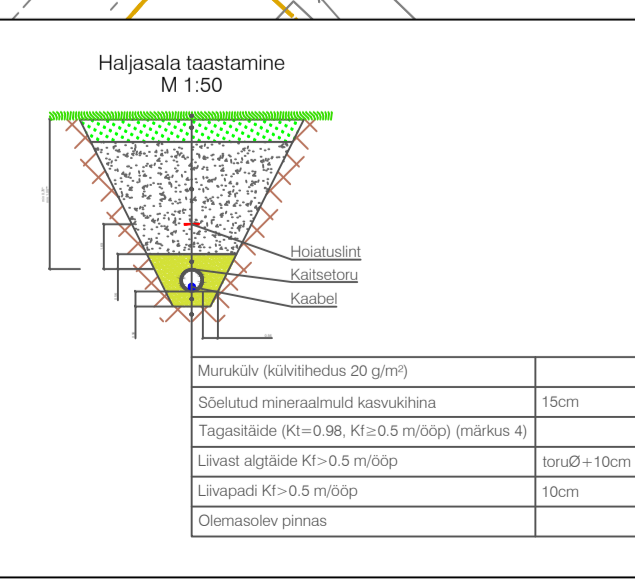 Haljasala taastamine
M 1:50
Hoiatuslint
Kaitsetoru
Kaabel
Murukülv (külvitihedus 20 g/m²)
Sõelutud mineraalmuld kasvukihina 15cm
Tagasitäide (Kt=0.98, Kf≥0.5 m/ööp) (märkus 4)
Liivast algtäide Kf>0.5 m/ööp toruØ+10cm
Liivapadi Kf>0.5 m/ööp 10cm
Olemasolev pinnas